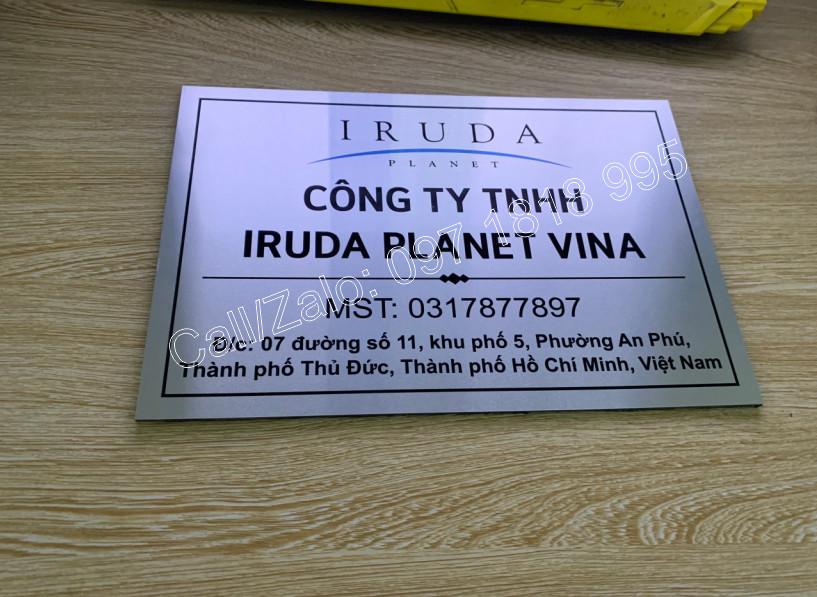 IRUDA
PLANET
CÔNG TY TNHH
IRUDA PLANET VINA
MST: 0317877897
Đ/c: 07 đường số 11, khu phố 5, Phường An Phú,
Thành phố Thủ Đức, Thành phố Hồ Chí Minh, Việt Nam
Call/Zalo: 097 1818 995